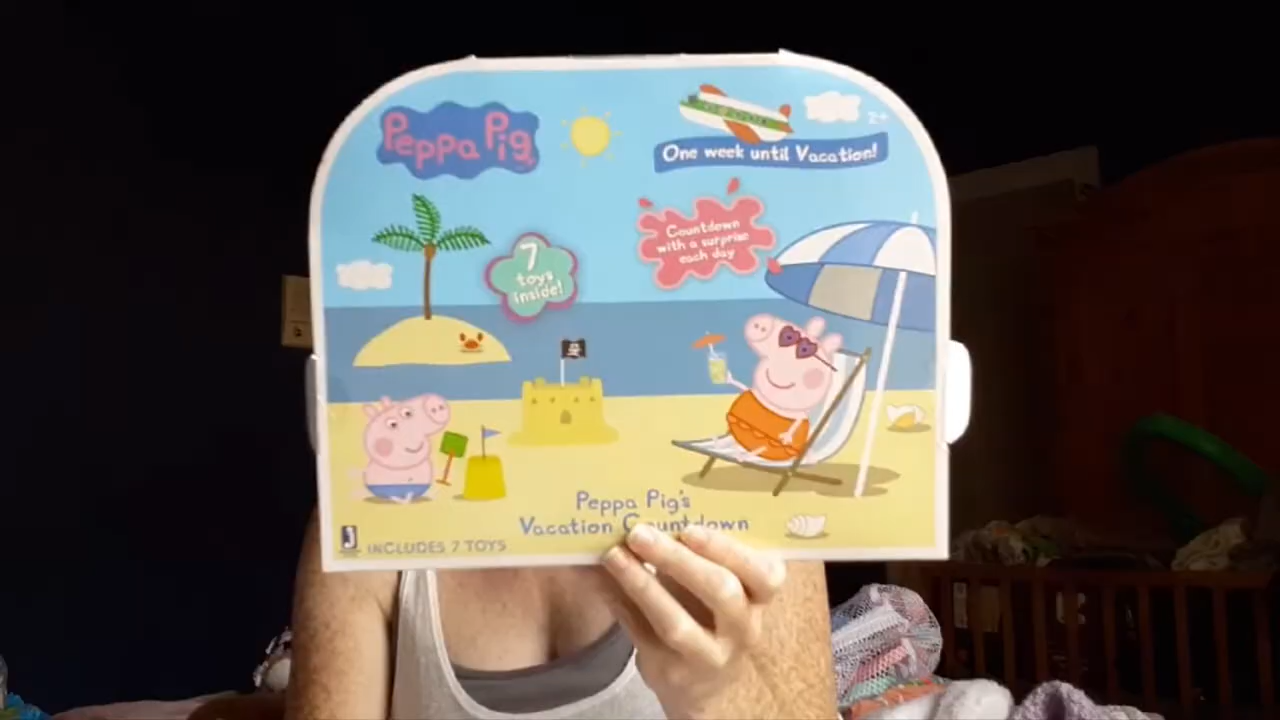 Peppa Pig
2+
One week until Vacation!
Countdown
with a surprise
each day
7
toys
inside!
Peppa Pig's
Vacation Countdown
J
INCLUDES 7 TOYS